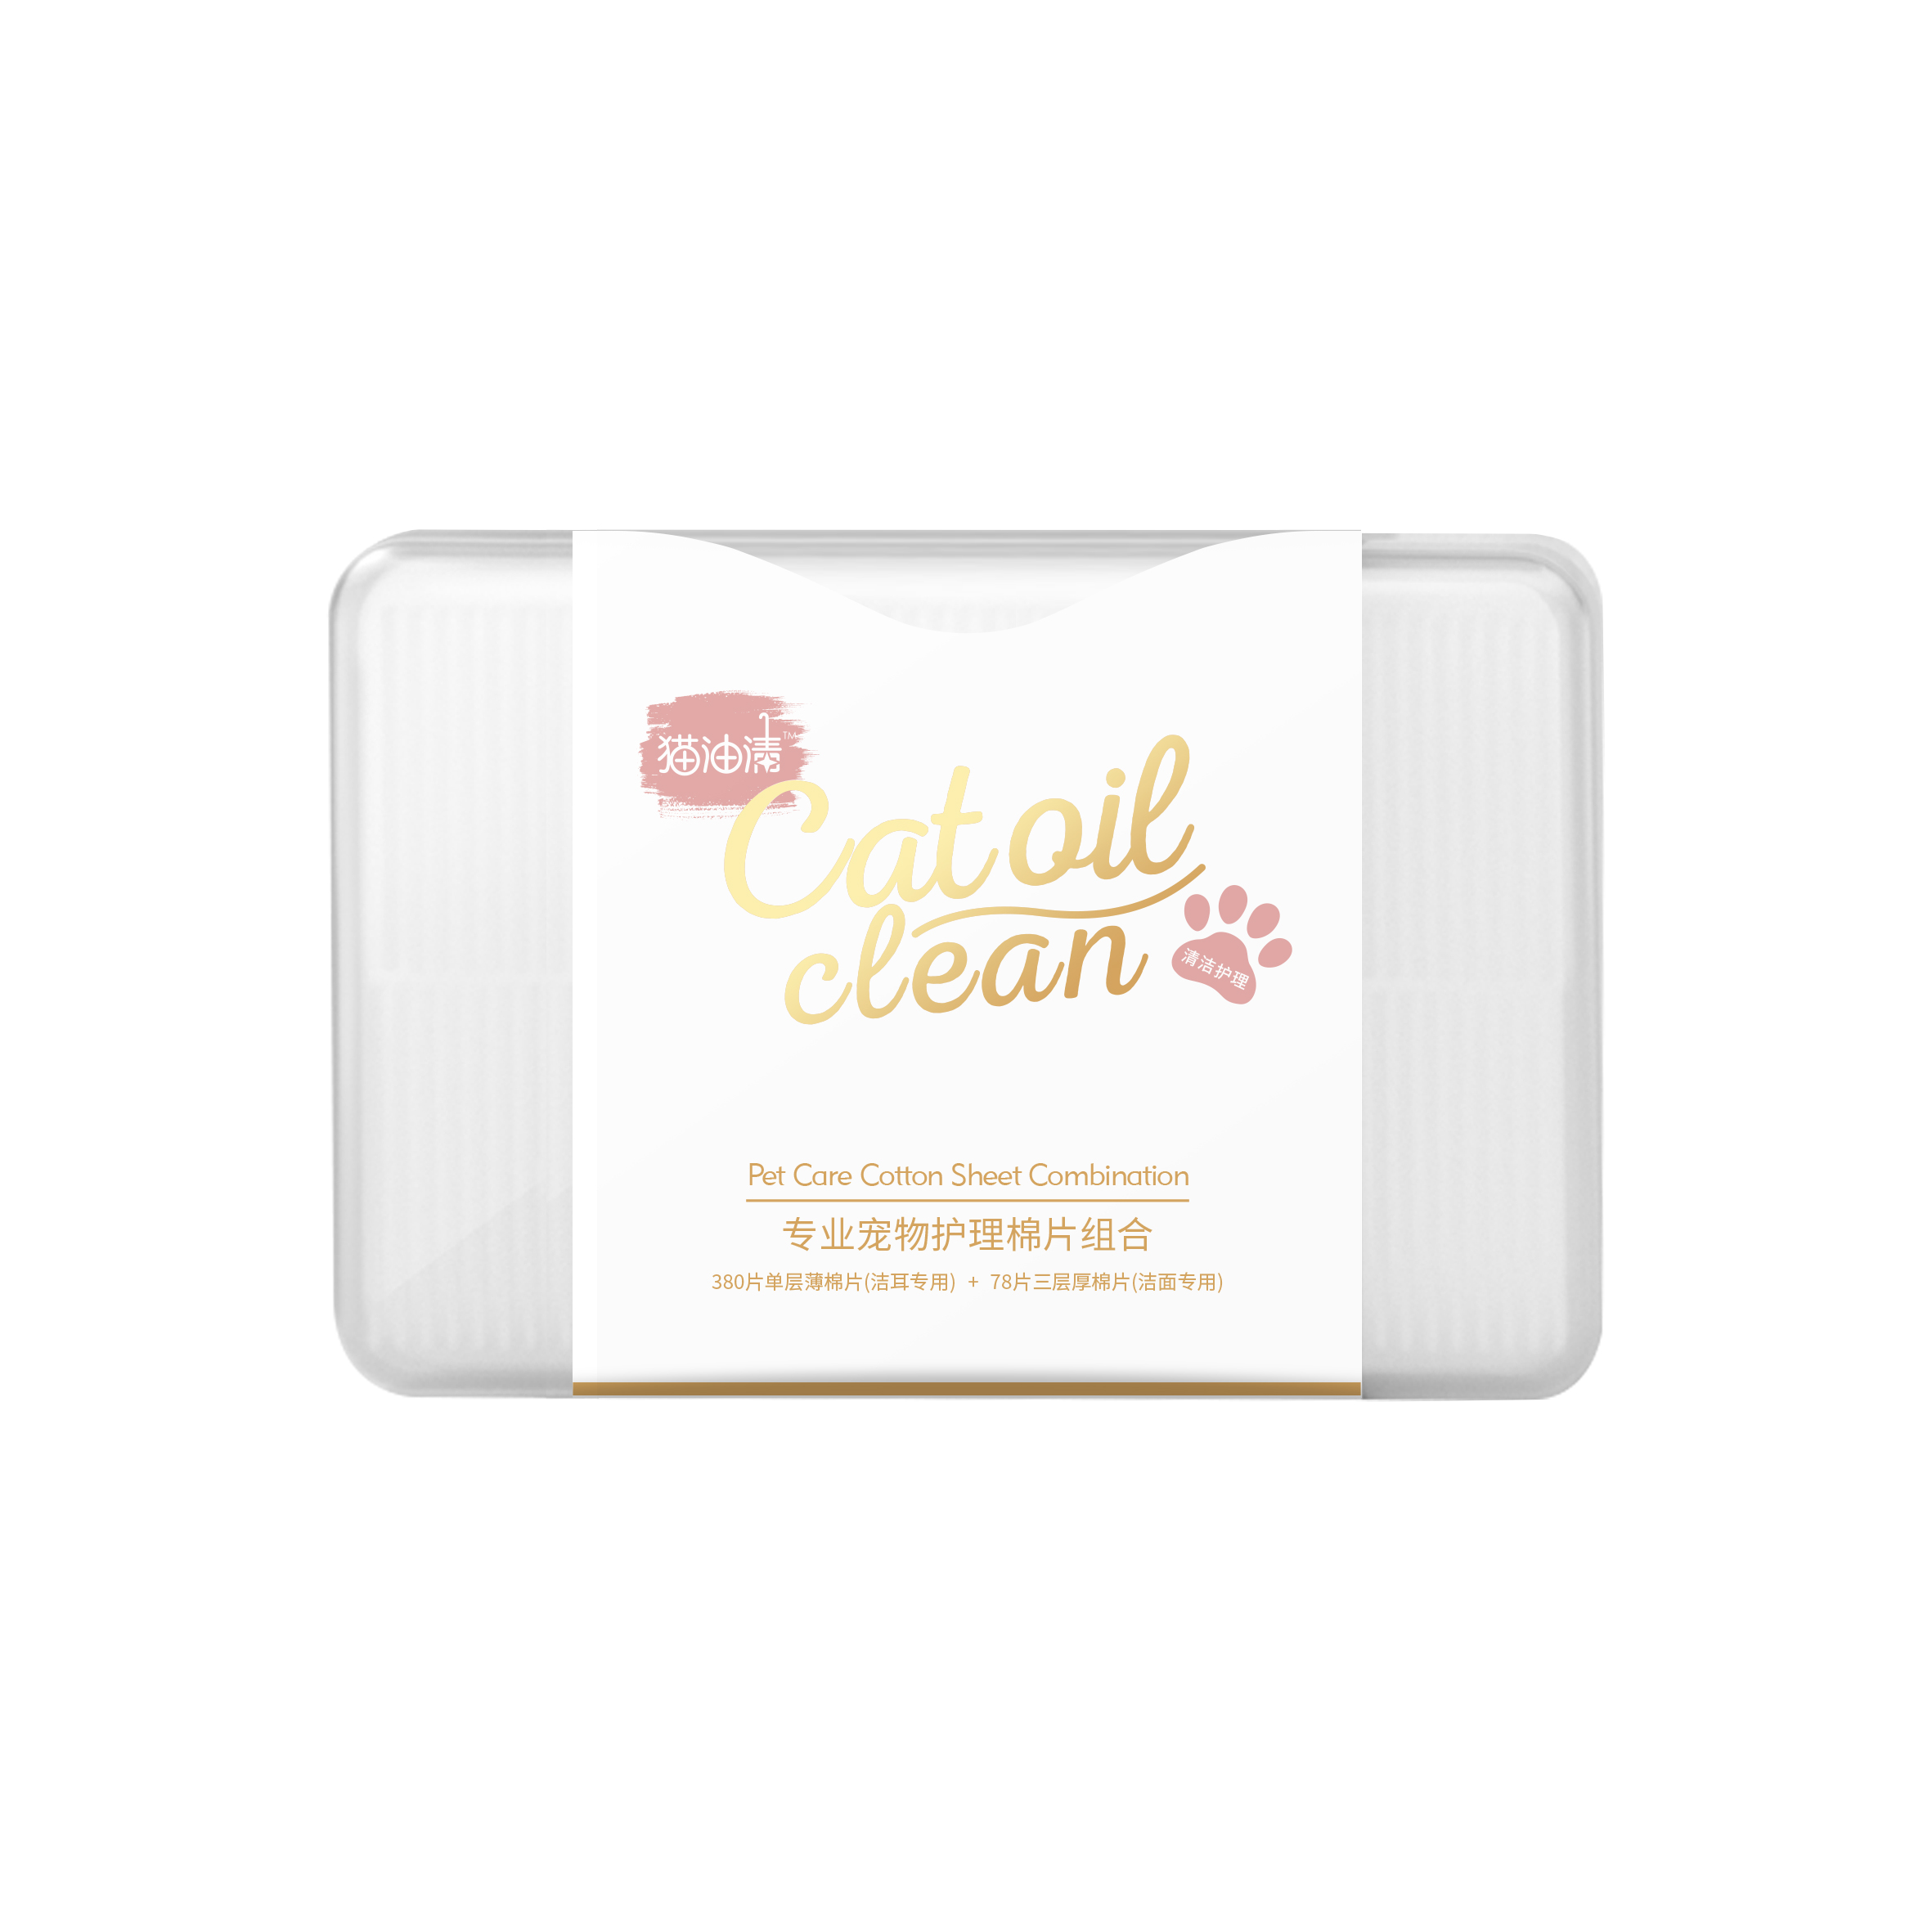 猫油清™
Cat oil
clean
清洁护理
Pet Care Cotton Sheet Combination
专业宠物护理棉片组合
380片单层薄棉片(洁耳专用) + 78片三层厚棉片(洁面专用)